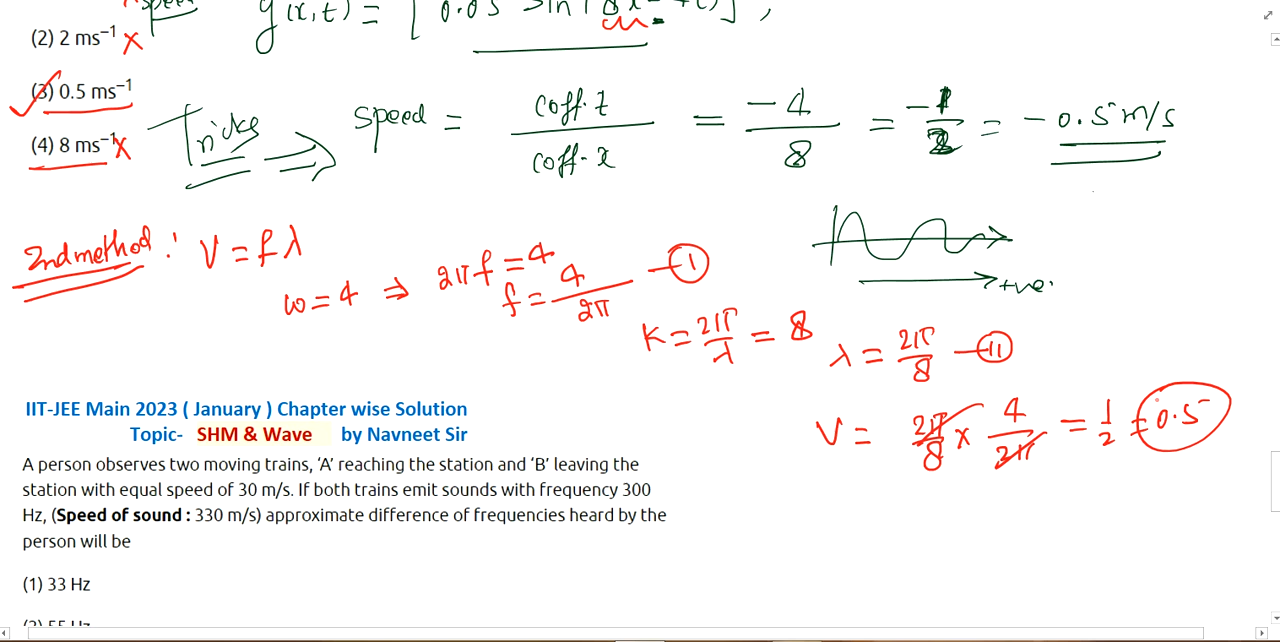 speed y(x,t) = [0.05 sin(8x-4t)],
(2) 2 ms⁻¹ ✗
m
(3) 0.5 ms⁻¹
Tricks ⇒ speed = coff. t / coff. x = -4/8 = -1/2 = -0.5 m/s
(4) 8 ms⁻¹ ✗
2nd method : V = fλ
ω = 4 ⇒ 2πf = 4
f = 4/2π —①
+ve.
K = 2π/λ = 8
λ = 2π/8 —⑪
V = 2π/8 × 4/2π = 1/2 = 0.5
IIT-JEE Main 2023 ( January ) Chapter wise Solution
Topic- SHM & Wave by Navneet Sir
A person observes two moving trains, ‘A’ reaching the station and ‘B’ leaving the
station with equal speed of 30 m/s. If both trains emit sounds with frequency 300
Hz, (Speed of sound : 330 m/s) approximate difference of frequencies heard by the
person will be
(1) 33 Hz
(2) 55 Hz